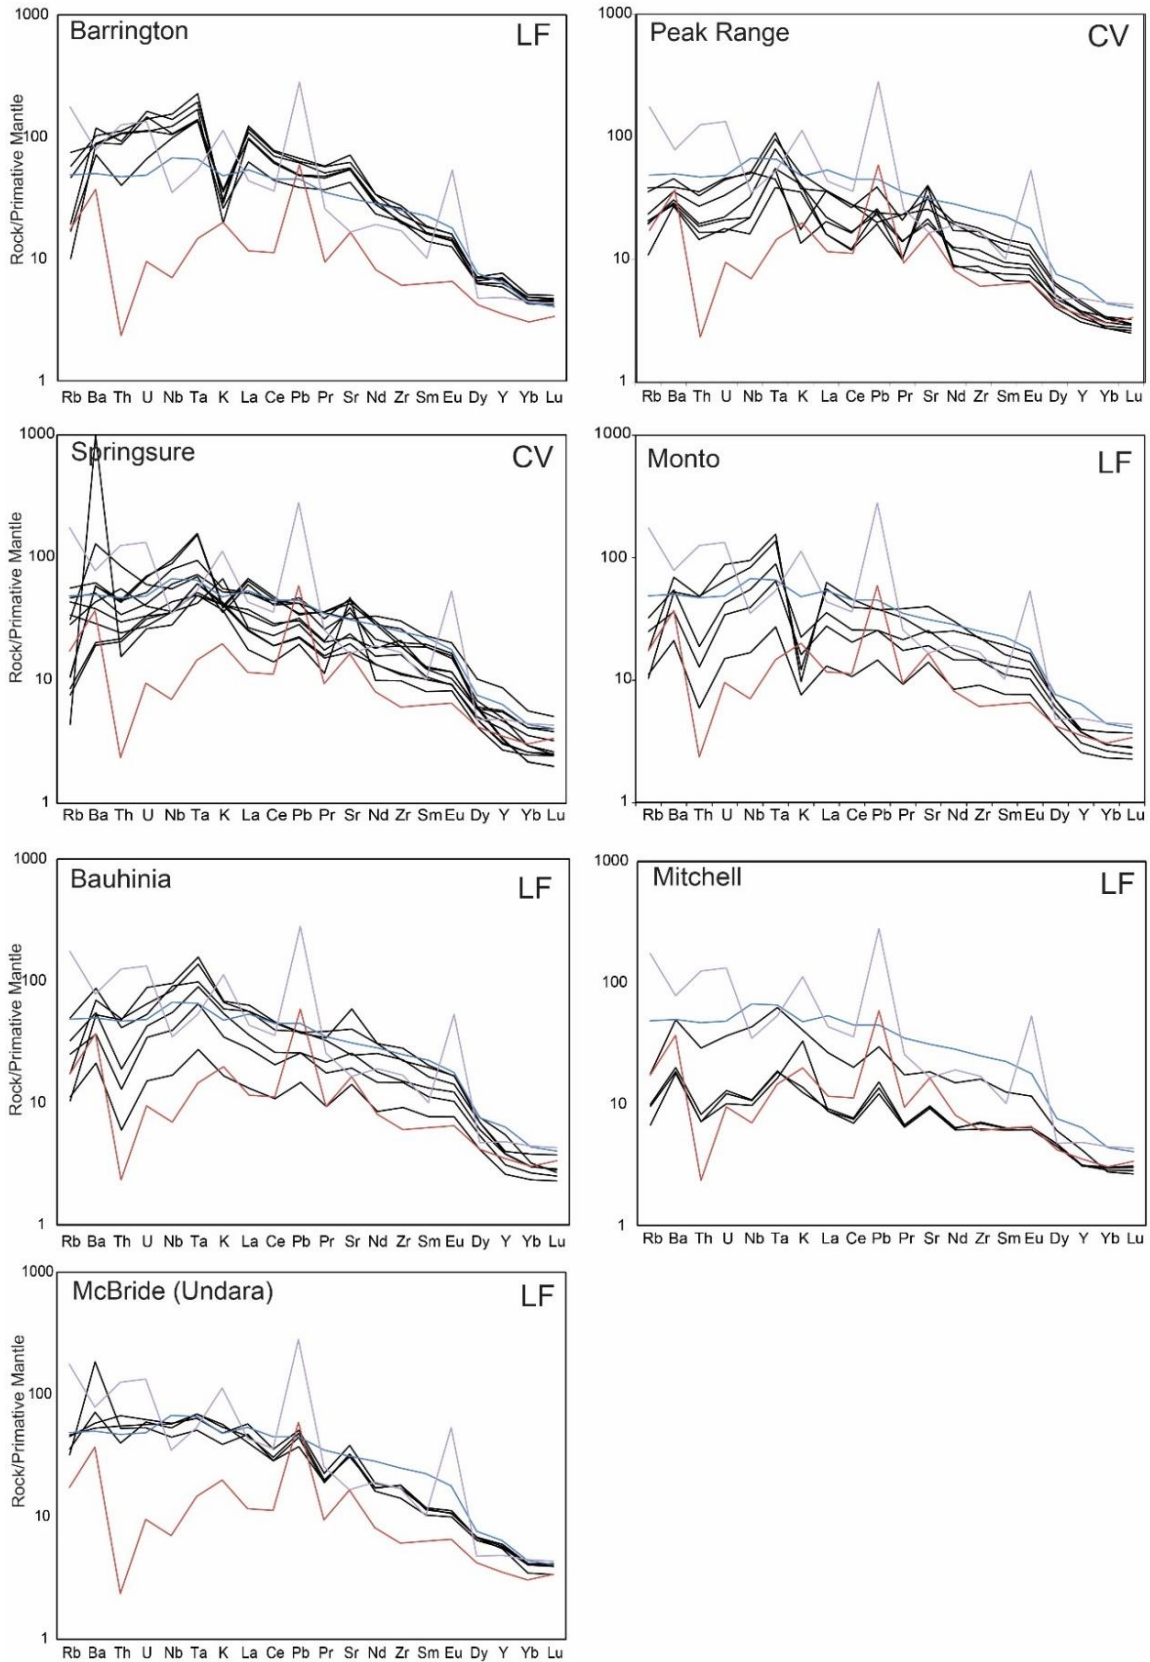 1000
Barrington
LF
100
10
1
Rock/Primative Mantle
Rb Ba Th U Nb Ta K La Ce Pb Pr Sr Nd Zr Sm Eu Dy Y Yb Lu
1000
Peak Range
CV
100
10
1
Rb Ba Th U Nb Ta K La Ce Pb Pr Sr Nd Zr Sm Eu Dy Y Yb Lu
1000
Springsure
CV
100
10
1
Rock/Primative Mantle
Rb Ba Th U Nb Ta K La Ce Pb Pr Sr Nd Zr Sm Eu Dy Y Yb Lu
1000
Monto
LF
100
10
1
Rb Ba Th U Nb Ta K La Ce Pb Pr Sr Nd Zr Sm Eu Dy Y Yb Lu
1000
Bauhinia
LF
100
10
1
Rock/Primative Mantle
Rb Ba Th U Nb Ta K La Ce Pb Pr Sr Nd Zr Sm Eu Dy Y Yb Lu
1000
Mitchell
LF
100
10
1
Rb Ba Th U Nb Ta K La Ce Pb Pr Sr Nd Zr Sm Eu Dy Y Yb Lu
1000
McBride (Undara)
LF
100
10
1
Rock/Primative Mantle
Rb Ba Th U Nb Ta K La Ce Pb Pr Sr Nd Zr Sm Eu Dy Y Yb Lu